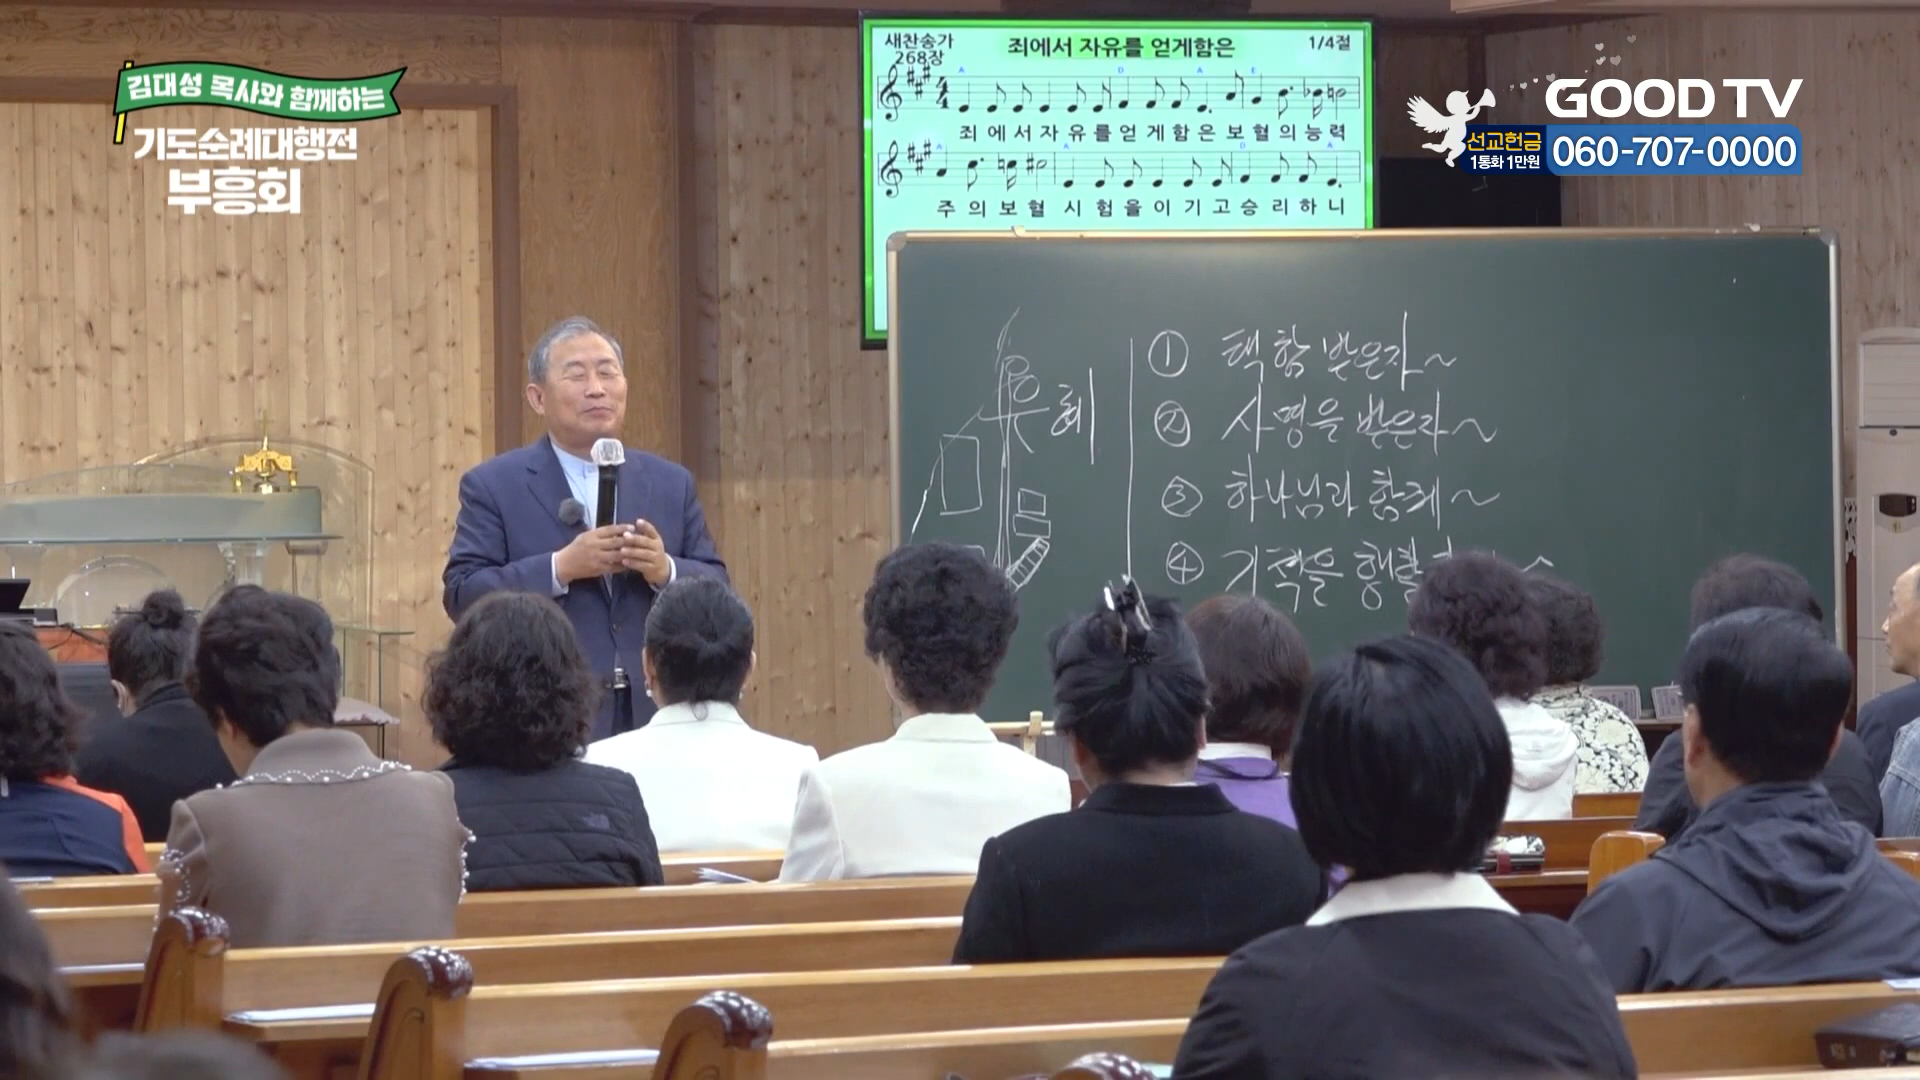 김대성 목사와 함께하는
기도순례대행전
부흥회
새찬송가
268장
죄에서 자유를 얻게함은
1/4절
죄 에 서 자 유 를 얻 게 함 은 보 혈 의 능 력
주 의 보 혈 시 험 을 이 기 고 승 리 하 니
GOOD TV
선교헌금
1통화 1만원
060-707-0000
① 택함 받은자~
② 사명을 받은자~
③ 하나님과 함께~
④ 기적을 행할